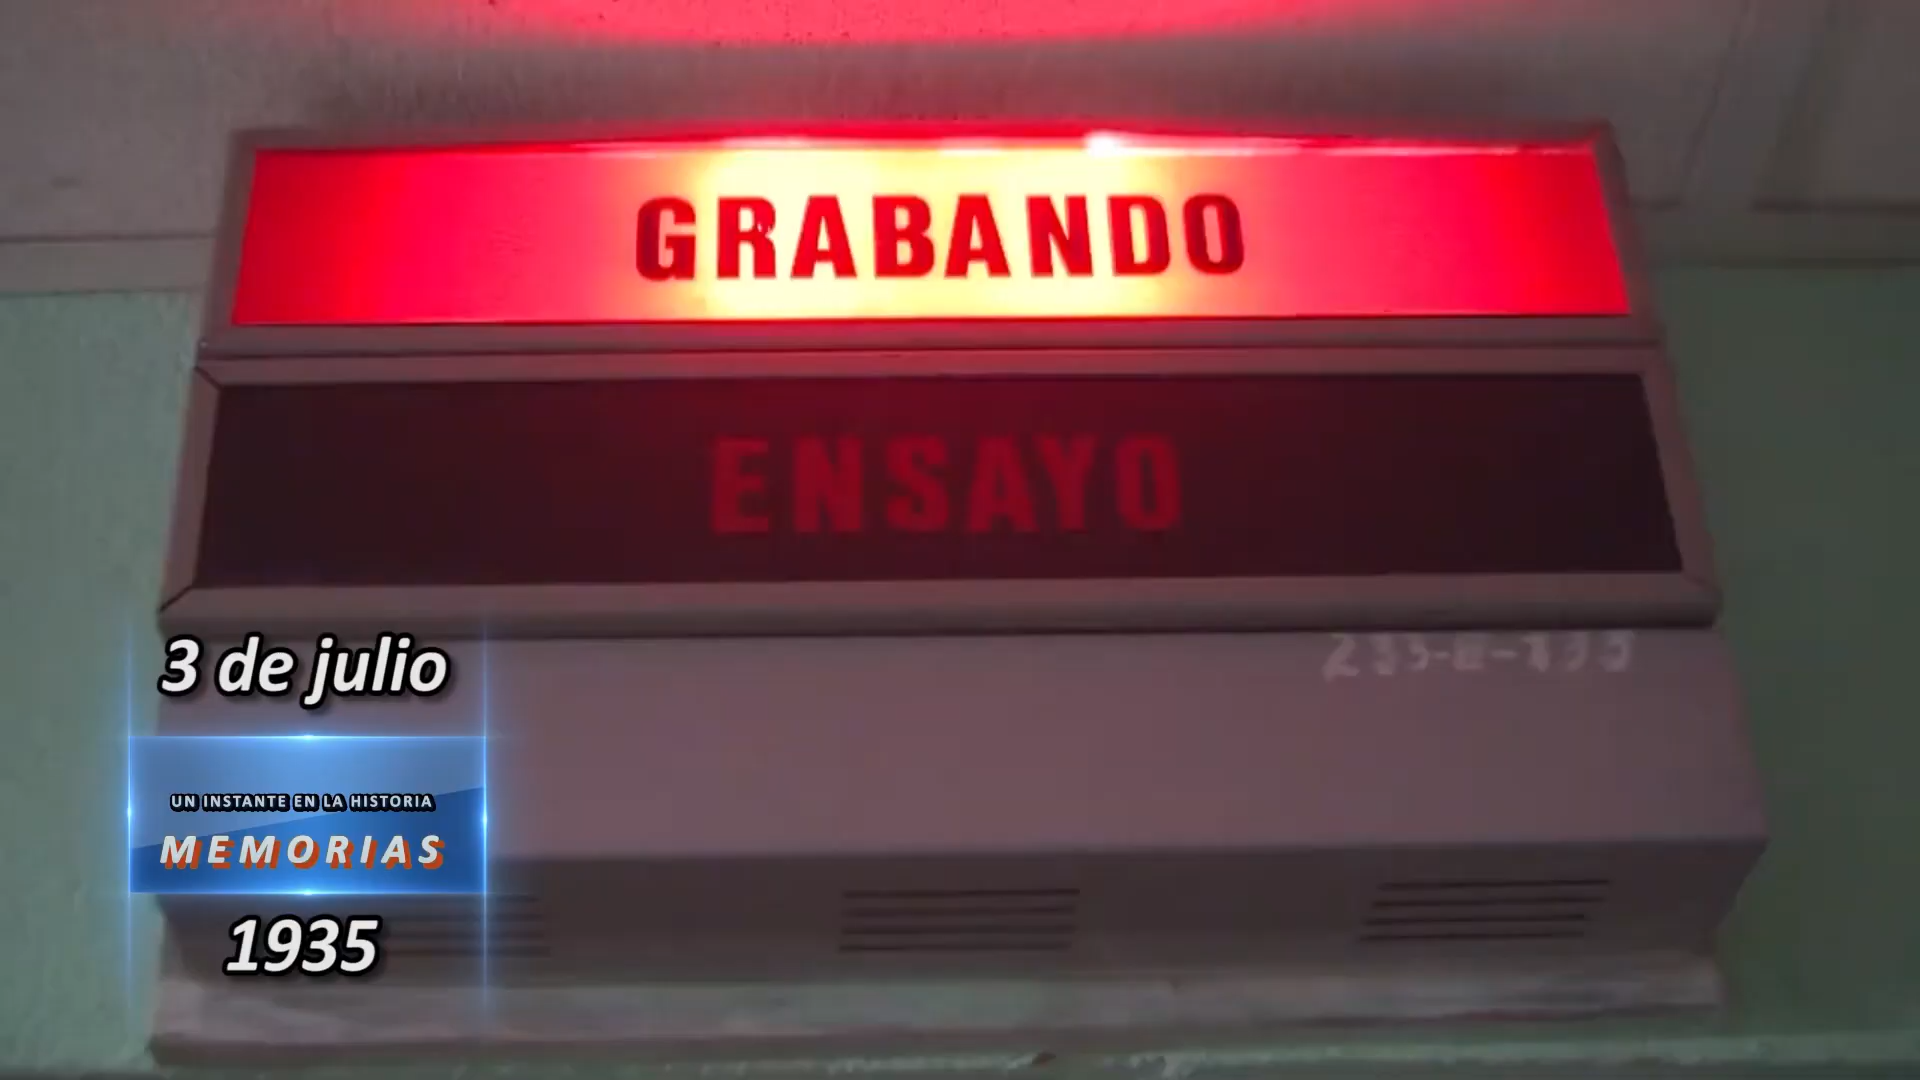 GRABANDO
ENSAYO
3 de julio
UN INSTANTE EN LA HISTORIA
MEMORIAS
1935